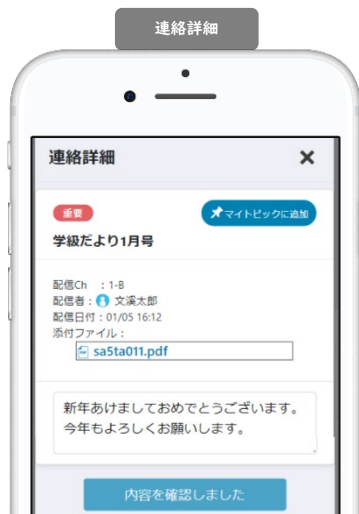 連絡詳細
連絡詳細
重要
マイトピックに追加
学級だより1月号
配信Ch ：1-B
配信者： 文溪太郎
配信日付：01/05 16:12
添付ファイル：
sa5ta011.pdf
新年あけましておめでとうございます。
今年もよろしくお願いします。
内容を確認しました